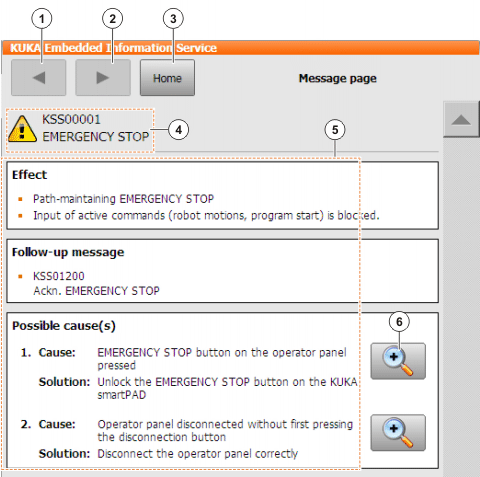 1 2 3
KUKA Embedded Information Service
Home
Message page
KSS00001
EMERGENCY STOP
4
5
Effect
Path-maintaining EMERGENCY STOP
Input of active commands (robot motions, program start) is blocked.
Follow-up message
KSS01200
Ackn. EMERGENCY STOP
Possible cause(s)
6
1. Cause: EMERGENCY STOP button on the operator panel
pressed
Solution: Unlock the EMERGENCY STOP button on the KUKA
smartPAD
2. Cause: Operator panel disconnected without first pressing
the disconnection button
Solution: Disconnect the operator panel correctly